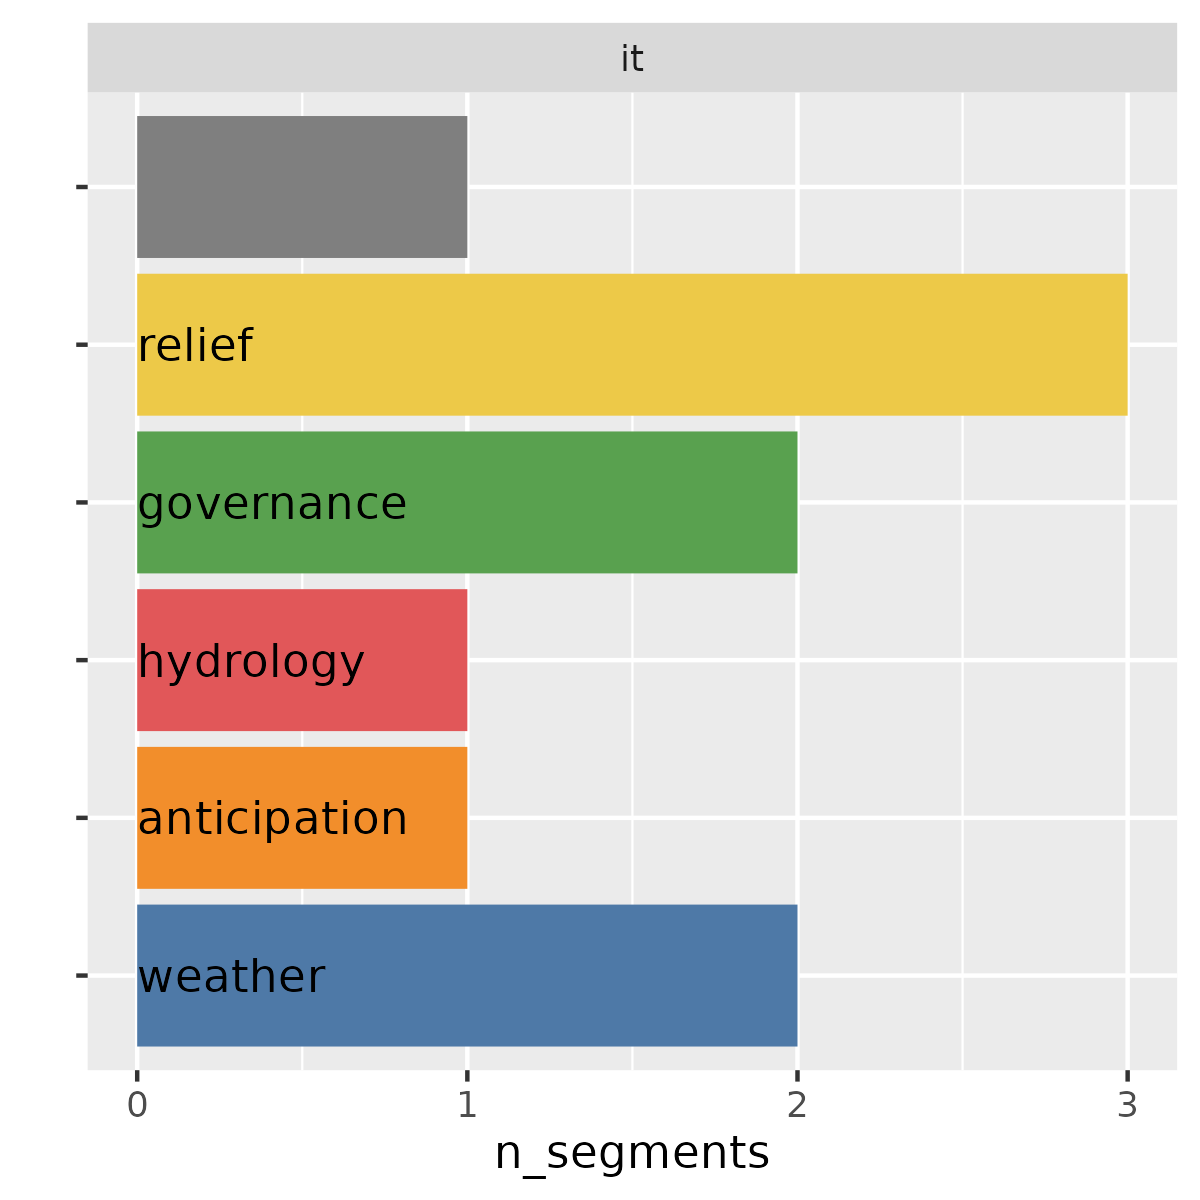 it
relief
governance
hydrology
anticipation
weather
0 1 2 3
n_segments